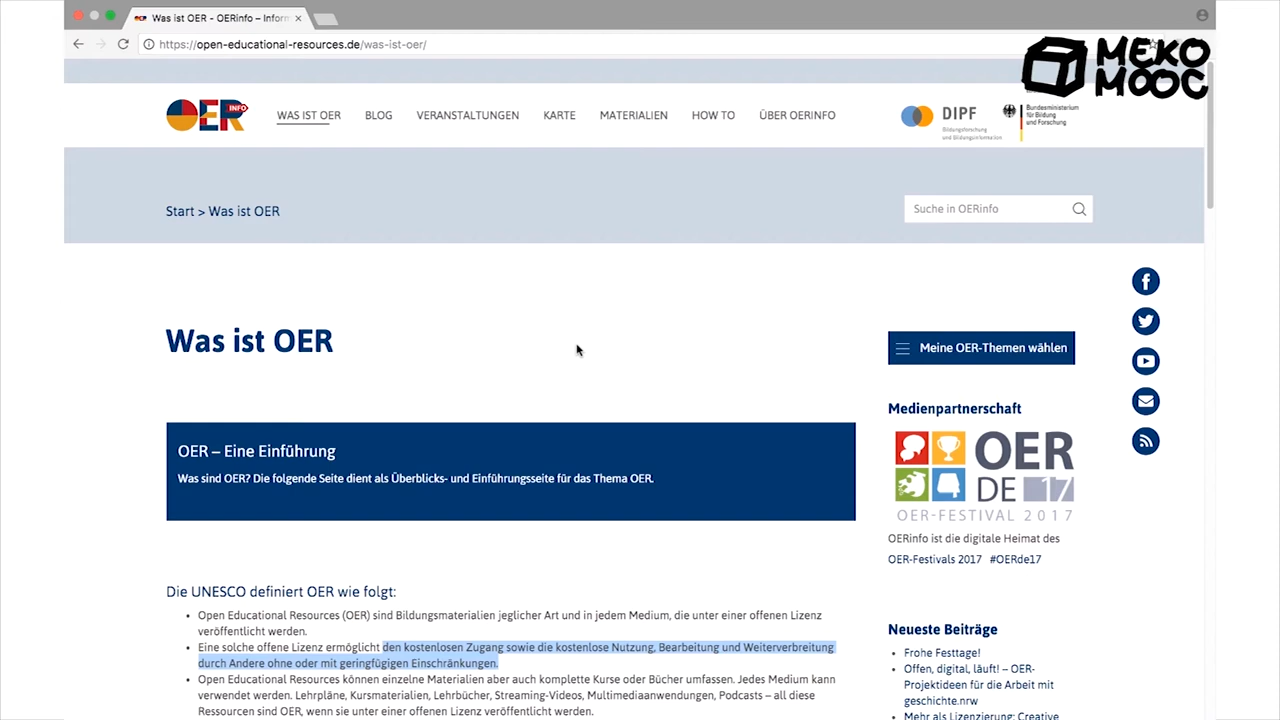 Was ist OER - OERinfo – Inform
https://open-educational-resources.de/was-ist-oer/
MEKO
MOOC
OER INFO
WAS IST OER BLOG VERANSTALTUNGEN KARTE MATERIALIEN HOW TO ÜBER OERINFO
DIPF
Bildungsforschung
und Bildungsinformation
Bundesministerium
für Bildung
und Forschung
Start > Was ist OER
Suche in OERinfo
Was ist OER
Meine OER-Themen wählen
OER – Eine Einführung
Was sind OER? Die folgende Seite dient als Überblicks- und Einführungsseite für das Thema OER.
Medienpartnerschaft
OER
DE 17
OER-FESTIVAL 2017
OERinfo ist die digitale Heimat des
OER-Festivals 2017 #OERde17
Die UNESCO definiert OER wie folgt:
• Open Educational Resources (OER) sind Bildungsmaterialien jeglicher Art und in jedem Medium, die unter einer offenen Lizenz
veröffentlicht werden.
• Eine solche offene Lizenz ermöglicht den kostenlosen Zugang sowie die kostenlose Nutzung, Bearbeitung und Weiterverbreitung
durch Andere ohne oder mit geringfügigen Einschränkungen.
• Open Educational Resources können einzelne Materialien aber auch komplette Kurse oder Bücher umfassen. Jedes Medium kann
verwendet werden. Lehrpläne, Kursmaterialien, Lehrbücher, Streaming-Videos, Multimediaanwendungen, Podcasts – all diese
Ressourcen sind OER, wenn sie unter einer offenen Lizenz veröffentlicht werden.
Neueste Beiträge
• Frohe Festtage!
• Offen, digital, läuft! – OER-
Projektideen für die Arbeit mit
geschichte.nrw
• Mehr als Lizenzierung: Creative